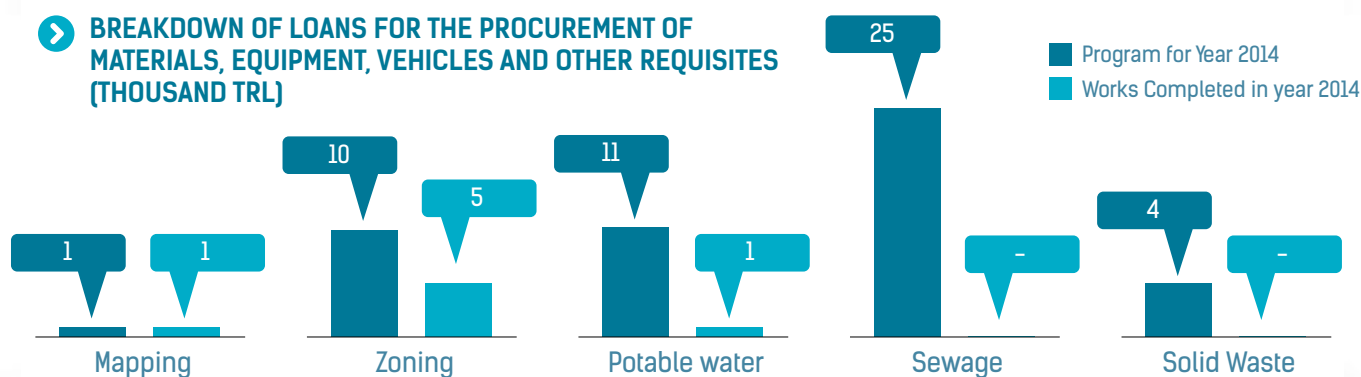 BREAKDOWN OF LOANS FOR THE PROCUREMENT OF
MATERIALS, EQUIPMENT, VEHICLES AND OTHER REQUISITES
(THOUSAND TRL)
Program for Year 2014
Works Completed in year 2014
1
1
Mapping
10
5
Zoning
11
1
Potable water
25
-
Sewage
4
-
Solid Waste